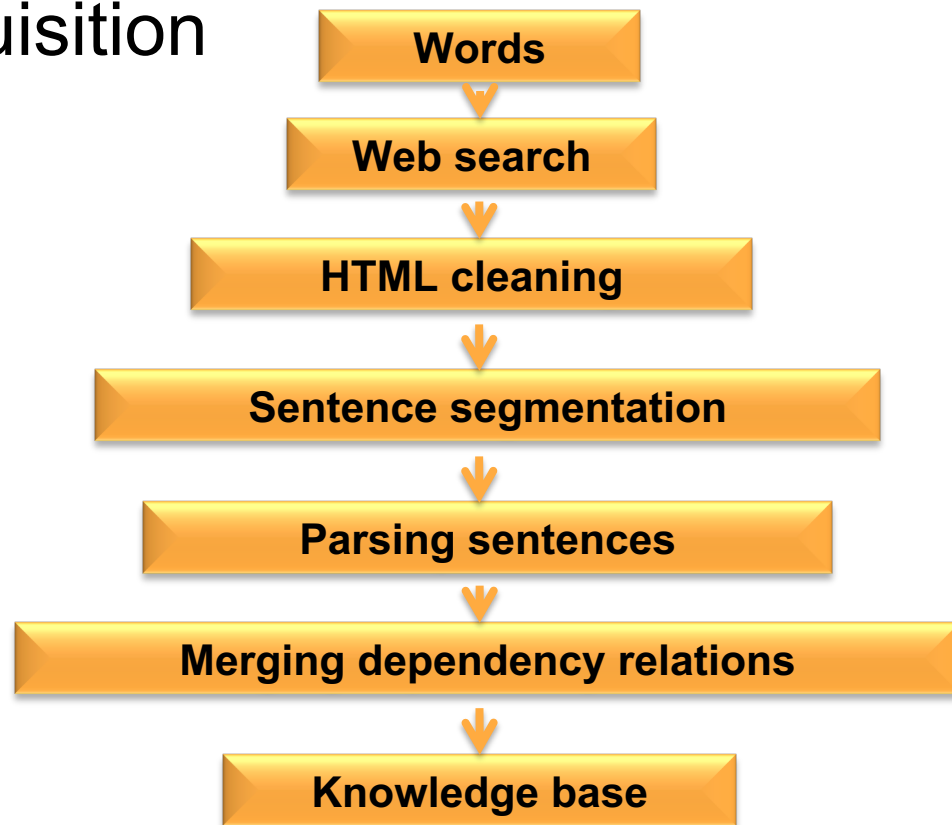 uisition
Words
Web search
HTML cleaning
Sentence segmentation
Parsing sentences
Merging dependency relations
Knowledge base